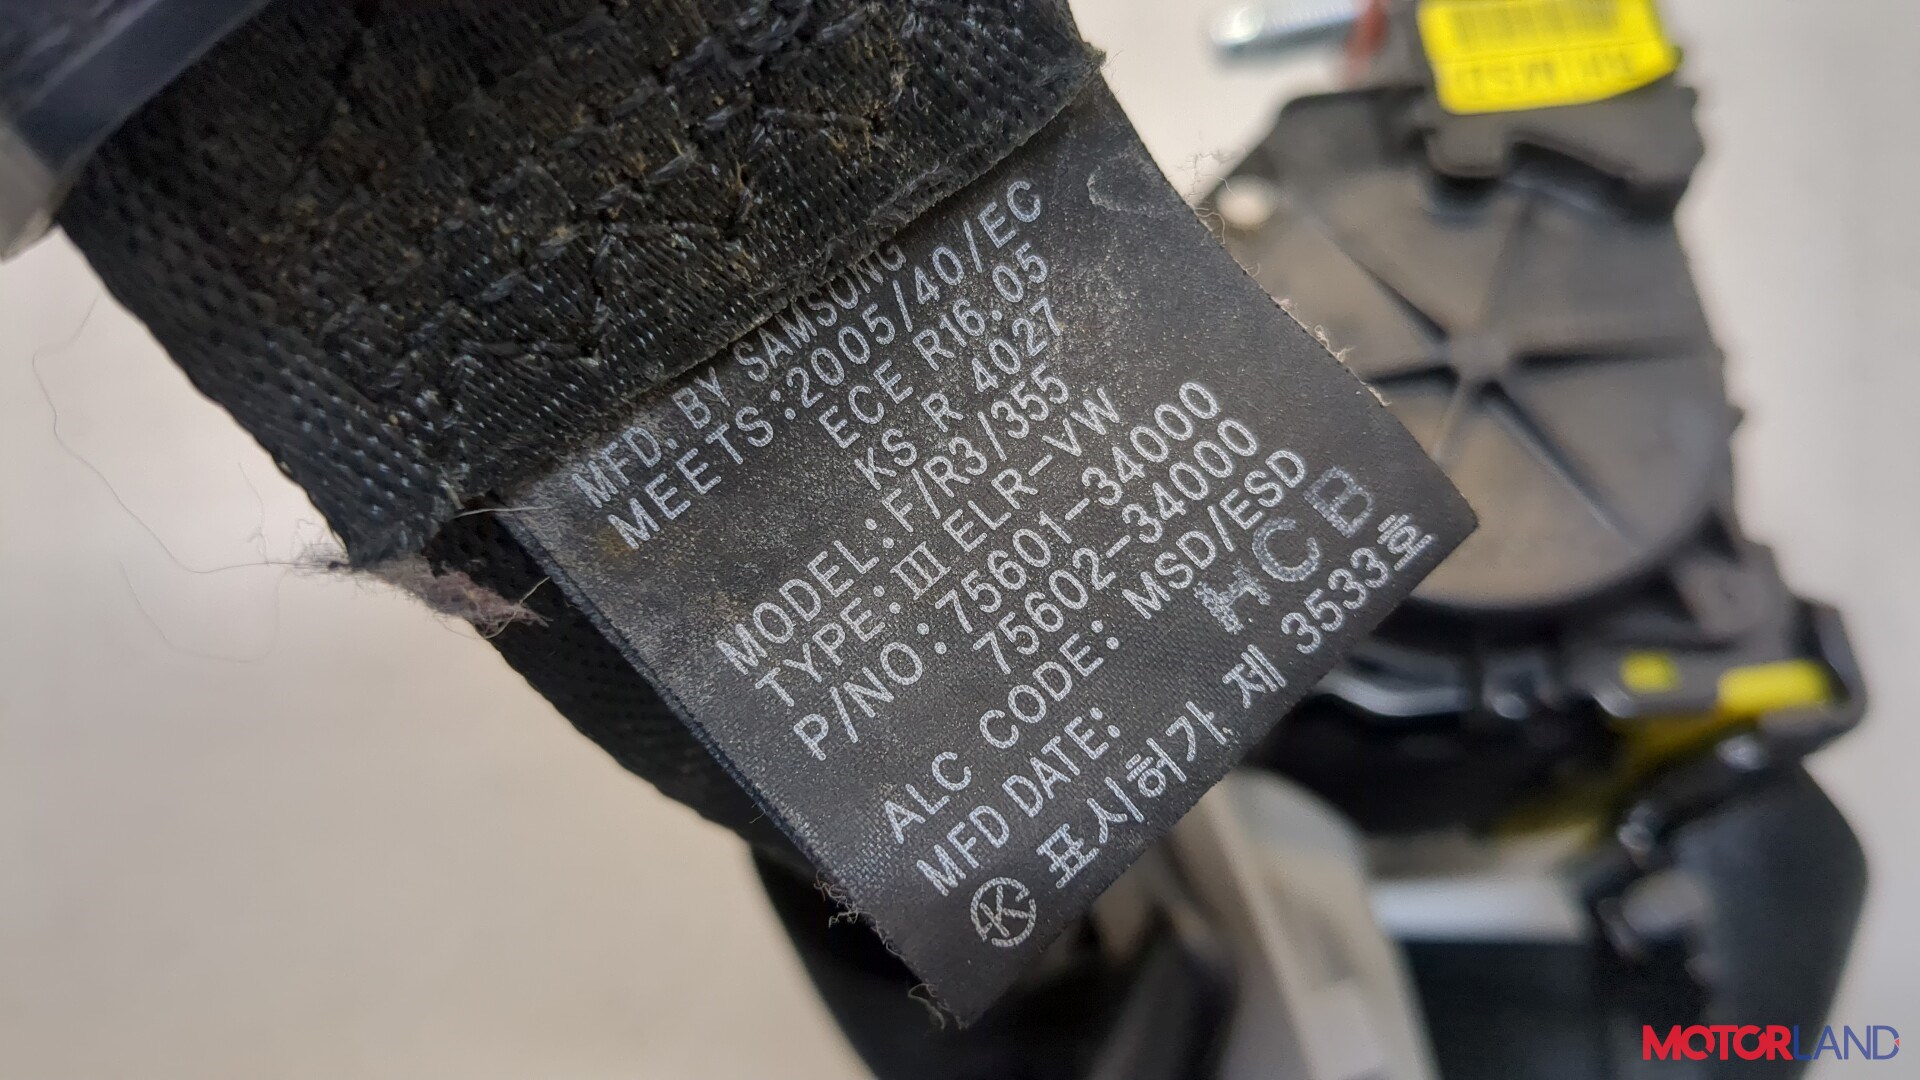 MFD. BY SAMSONG
MEETS:2005/40/EC
ECE R16.05
KS R 4027
MODEL:F/R3/355
TYPE:Ⅲ ELR-VW
P/NO:75601-34000
75602-34000
ALC CODE: MSD/ESD
MFD DATE: HCB
Ⓚ 표시허가 제 3533호
MOTORLAND